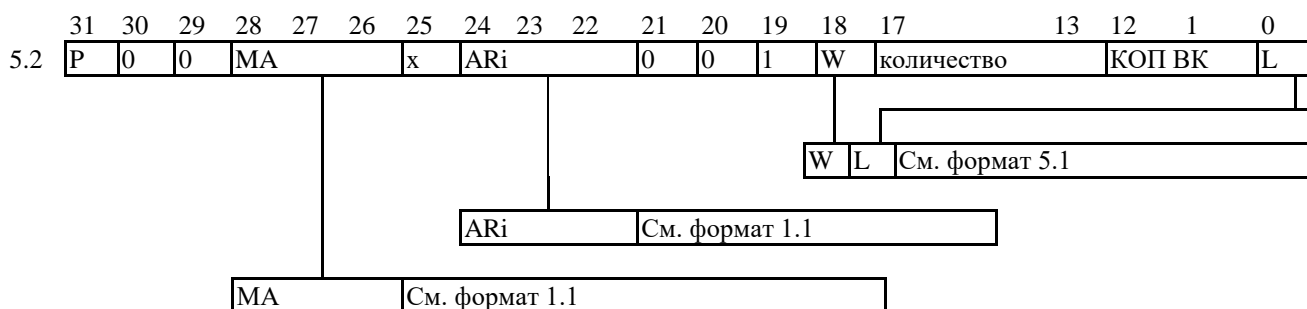 31 30 29 28 27 26 25 24 23 22 21 20 19 18 17 13 12 1 0
5.2 P 0 0 MA x ARi 0 0 1 W количество КОП ВК L
W L См. формат 5.1
ARi См. формат 1.1
MA См. формат 1.1